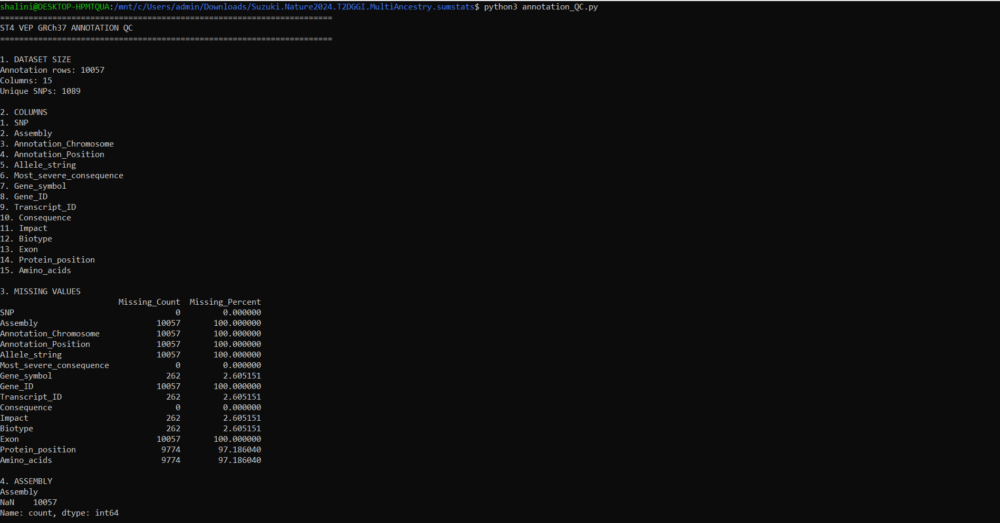 shalini@DESKTOP-HPMTQUA:/mnt/c/Users/admin/Downloads/Suzuki.Nature2024.T2DGGI.MultiAncestry.sumstats$ python3 annotation_QC.py
======================================================================
ST4 VEP GRCh37 ANNOTATION QC
======================================================================

1. DATASET SIZE
Annotation rows: 10057
Columns: 15
Unique SNPs: 1089

2. COLUMNS
1. SNP
2. Assembly
3. Annotation_Chromosome
4. Annotation_Position
5. Allele_string
6. Most_severe_consequence
7. Gene_symbol
8. Gene_ID
9. Transcript_ID
10. Consequence
11. Impact
12. Biotype
13. Exon
14. Protein_position
15. Amino_acids

3. MISSING VALUES
                         Missing_Count  Missing_Percent
SNP                                  0         0.000000
Assembly                         10057       100.000000
Annotation_Chromosome            10057       100.000000
Annotation_Position              10057       100.000000
Allele_string                    10057       100.000000
Most_severe_consequence              0         0.000000
Gene_symbol                        262         2.605151
Gene_ID                          10057       100.000000
Transcript_ID                      262         2.605151
Consequence                          0         0.000000
Impact                             262         2.605151
Biotype                            262         2.605151
Exon                             10057       100.000000
Protein_position                  9774        97.186040
Amino_acids                       9774        97.186040

4. ASSEMBLY
Assembly
NaN    10057
Name: count, dtype: int64